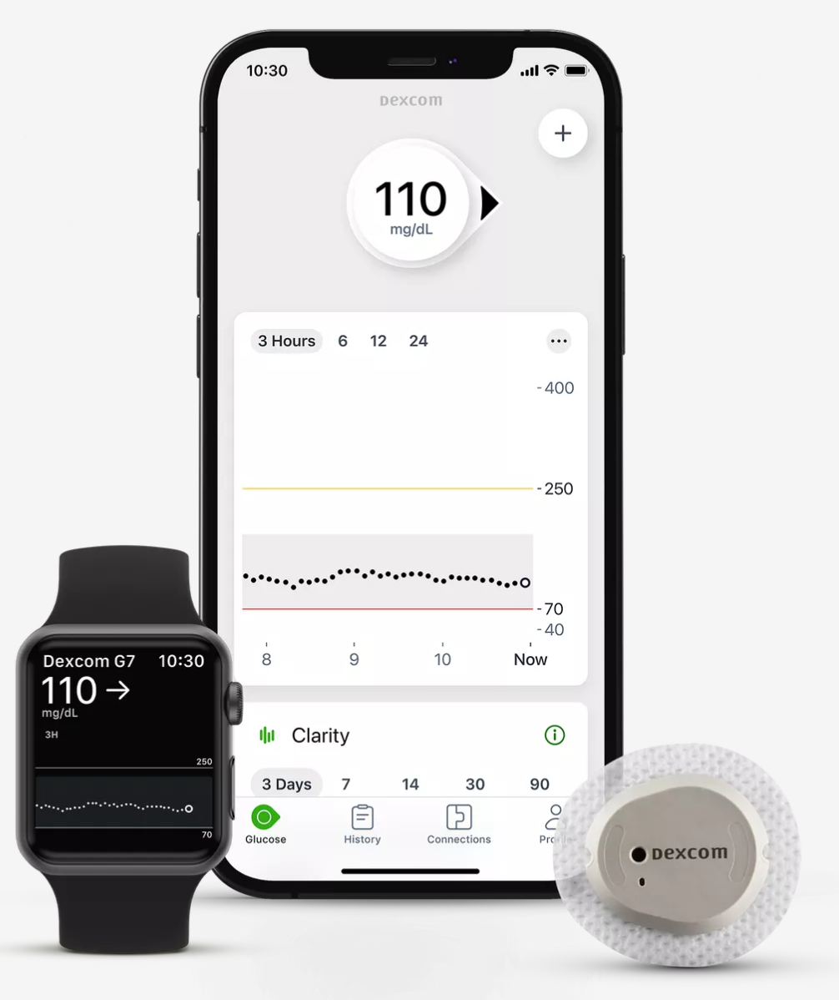 10:30
Dexcom
+
110
mg/dL
3 Hours 6 12 24
400
250
70
40
8 9 10 Now
Clarity
3 Days 7 14 30 90
Glucose History Connections
Dexcom G7 10:30
110 →
mg/dL
3H
250
70
Dexcom